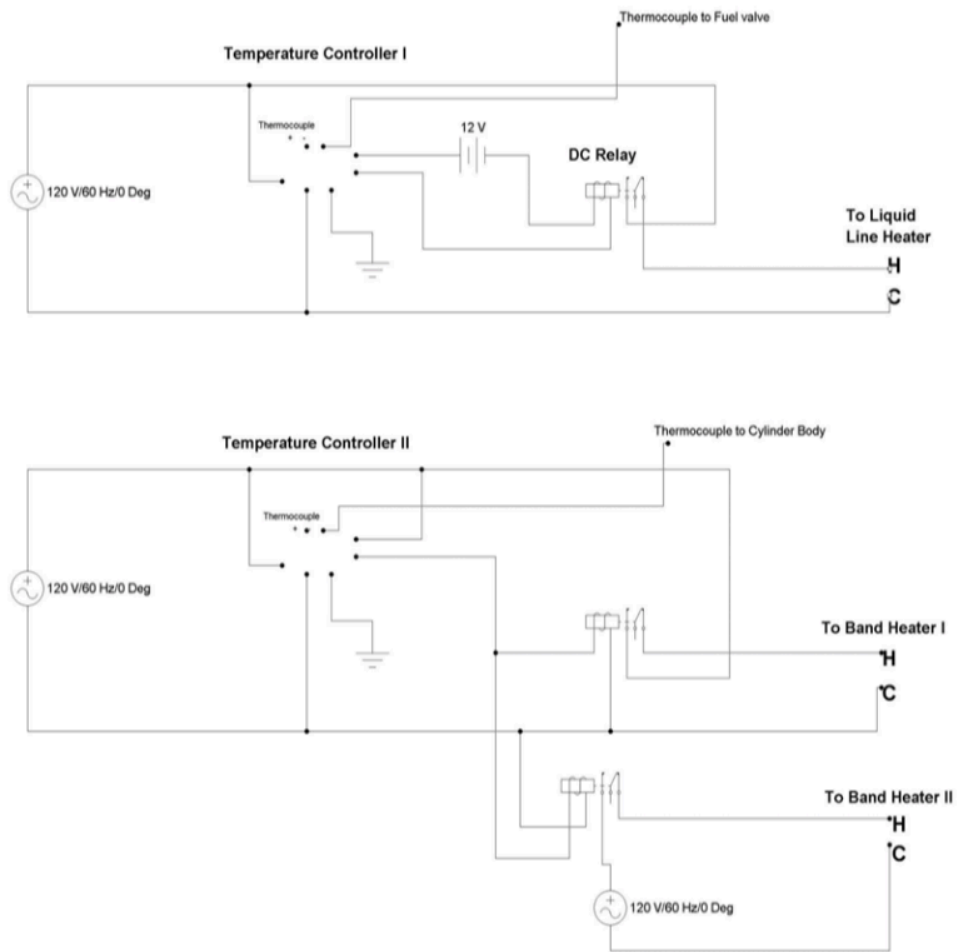 Thermocouple to Fuel valve
Temperature Controller I
Thermocouple
+ -
12 V
DC Relay
+
120 V/60 Hz/0 Deg
To Liquid
Line Heater
H
C
Thermocouple to Cylinder Body
Temperature Controller II
Thermocouple
+
+
120 V/60 Hz/0 Deg
To Band Heater I
H
C
To Band Heater II
H
C
+
120 V/60 Hz/0 Deg